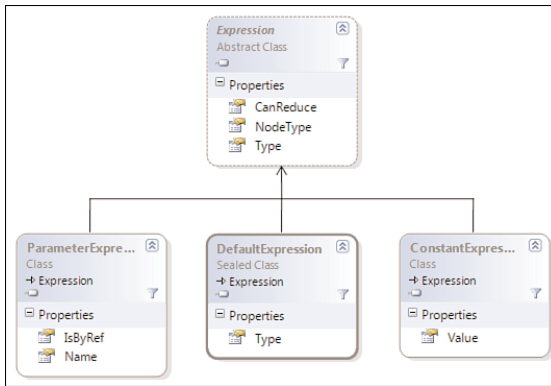 Expression
Abstract Class
Properties
CanReduce
NodeType
Type
ParameterExpre...
Class
Expression
Properties
IsByRef
Name
DefaultExpression
Sealed Class
Expression
Properties
Type
ConstantExpres...
Class
Expression
Properties
Value